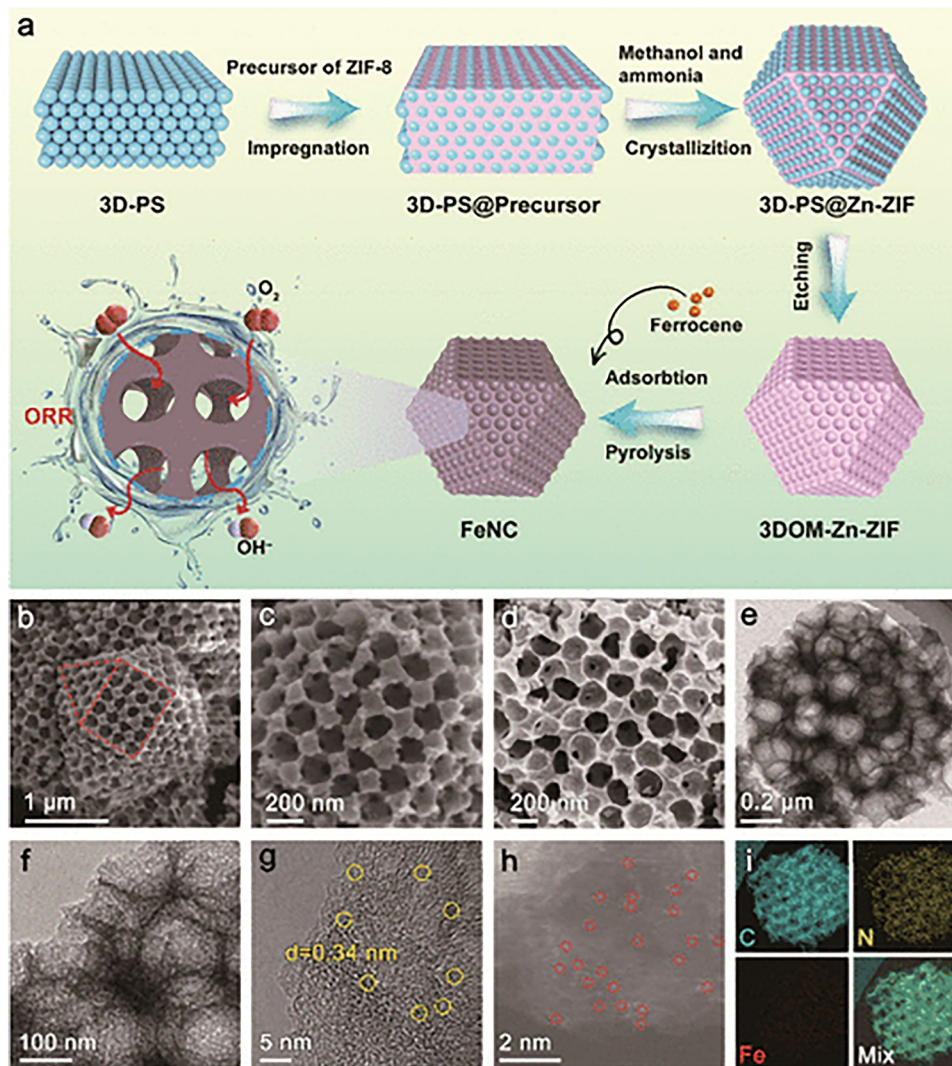 a
Precursor of ZIF-8
Impregnation
Methanol and
ammonia
Crystallizition
3D-PS
3D-PS@Precursor
3D-PS@Zn-ZIF
Etching
O2
Ferrocene
Adsorbtion
Pyrolysis
ORR
OH⁻
FeNC
3DOM-Zn-ZIF
b
1 µm
c
200 nm
d
200 nm
e
0.2 µm
f
100 nm
g
d=0.34 nm
5 nm
h
2 nm
i
C
N
Fe
Mix